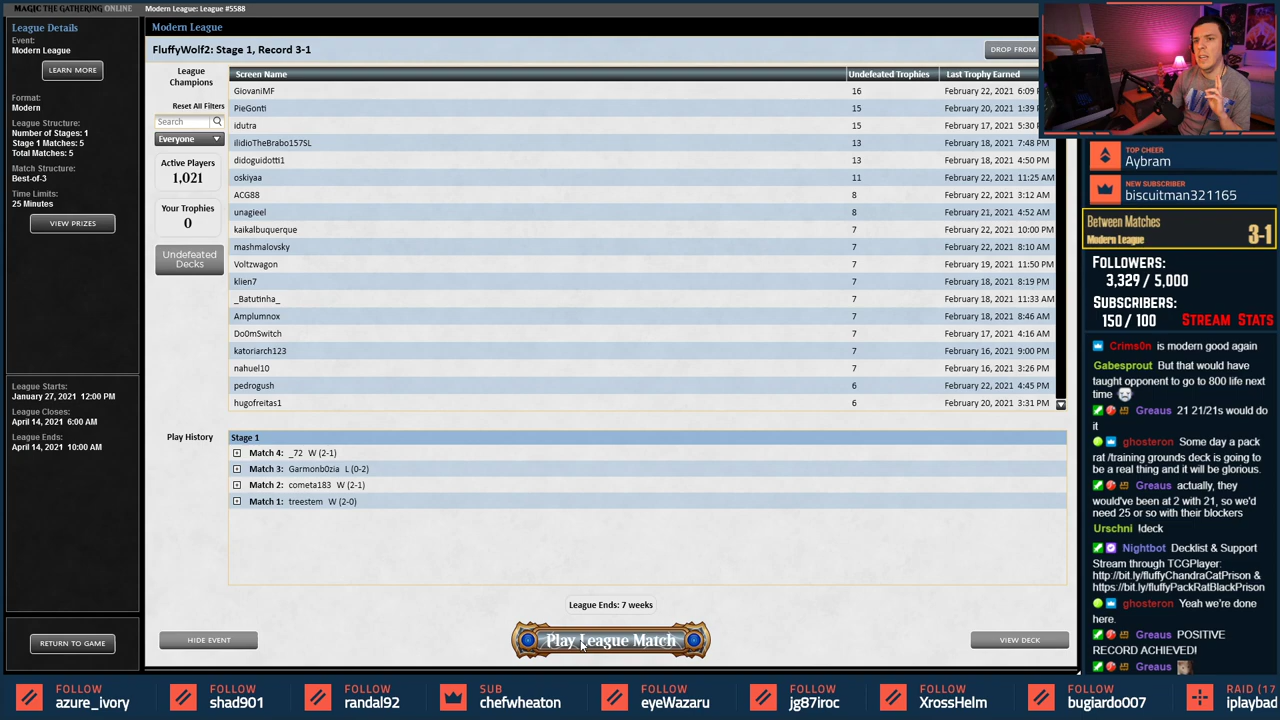 MAGIC THE GATHERING ONLINE
Modern League: League #5588
League Details
Event:
Modern League
LEARN MORE
Format:
Modern
League Structure:
Number of Stages: 1
Stage 1 Matches: 5
Total Matches: 5
Match Structure:
Best-of-3
Time Limits:
25 Minutes
VIEW PRIZES
League Starts:
January 27, 2021 12:00 PM
League Closes:
April 14, 2021 6:00 AM
League Ends:
April 14, 2021 10:00 AM
RETURN TO GAME
Modern League
FluffyWolf2: Stage 1, Record 3-1
DROP FROM
League
Champions
Reset All Filters
Search
Everyone
Active Players
1,021
Your Trophies
0
Undefeated
Decks
Screen Name Undefeated Trophies Last Trophy Earned
GiovaniMF 16 February 22, 2021 6:09
PieGonti 15 February 20, 2021 1:39
idutra 15 February 17, 2021 5:30
ilidioTheBrabo157SL 13 February 18, 2021 7:48 PM
didoguidotti1 13 February 18, 2021 4:50 PM
oskiyaa 11 February 22, 2021 11:25 AM
ACG88 8 February 22, 2021 3:12 AM
unagieel 8 February 21, 2021 4:52 AM
kaikalbuquerque 7 February 22, 2021 10:00 PM
mashmalovsky 7 February 22, 2021 8:10 AM
Voltzwagon 7 February 19, 2021 11:50 PM
klien7 7 February 18, 2021 8:19 PM
_Batutinha_ 7 February 18, 2021 11:33 AM
Amplumnox 7 February 18, 2021 8:46 AM
Do0mSwitch 7 February 17, 2021 4:16 AM
katoriarch123 7 February 16, 2021 9:00 PM
nahuel10 7 February 16, 2021 3:26 PM
pedrogush 6 February 22, 2021 4:45 PM
hugofreitas1 6 February 20, 2021 3:31 PM
Play History
Stage 1
Match 4: _72 W (2-1)
Match 3: Garmonb0zia L (0-2)
Match 2: cometa183 W (2-1)
Match 1: treestem W (2-0)
League Ends: 7 weeks
HIDE EVENT
Play League Match
VIEW DECK
TOP CHEER
Aybram
NEW SUBSCRIBER
biscuitman321165
Between Matches
Modern League
3-1
FOLLOWERS:
3,329 / 5,000
SUBSCRIBERS:
150 / 100 STREAM STATS
Crims0n is modern good again
Gabesprout But that would have
taught opponent to go to 800 life next
time
Greaus 21 21/21s would do
it
ghosteron Some day a pack
rat /training grounds deck is going to
be a real thing and it will be glorious.
Greaus actually, they
would've been at 2 with 21, so we'd
need 25 or so with their blockers
Urschni !deck
Nightbot Decklist & Support
Stream through TCGPlayer:
http://bit.ly/fluffyChandraCatPrison &
https://bit.ly/fluffyPackRatBlackPrison
ghosteron Yeah we're done
here.
Greaus POSITIVE
RECORD ACHIEVED!
Greaus
FOLLOW
azure_ivory
FOLLOW
shad901
FOLLOW
randal92
SUB
chefwheaton
FOLLOW
eyeWazaru
FOLLOW
jg87iroc
FOLLOW
XrossHelm
FOLLOW
bugiardo007
RAID (17
iplaybad